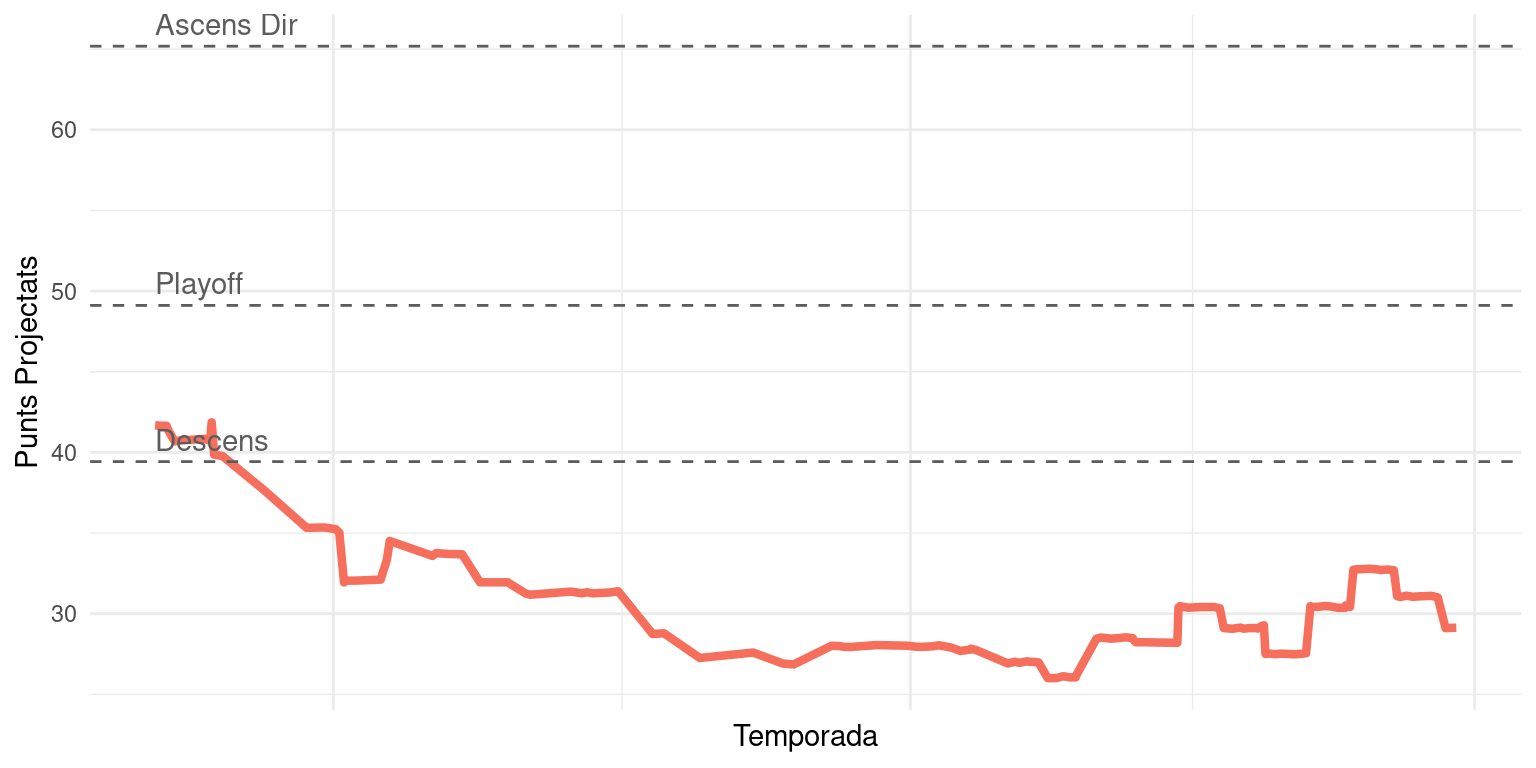 Ascens Dir
60
Playoff
50
Descens
40
30
Punts Projectats
Temporada